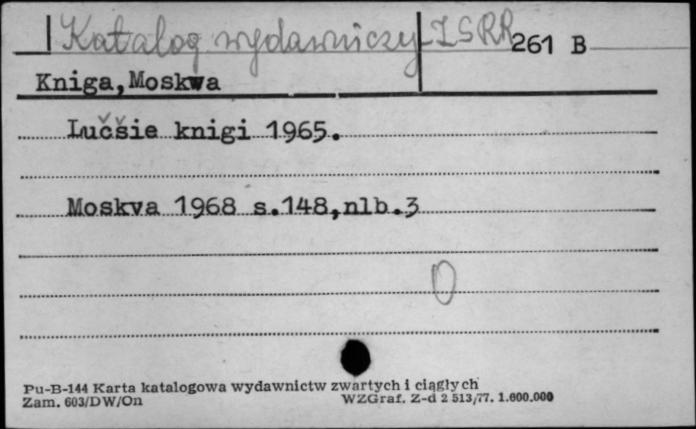 Katalog wydawniczy - ZSRR 261 B
Kniga,Moskwa
Lučšie knigi 1965.
Moskva 1968 s.148,nlb.3
0
Pu-B-144 Karta katalogowa wydawnictw zwartych i ciągłych
Zam. 603/DW/On WZGraf. Z-d 2 513/77. 1.600.000